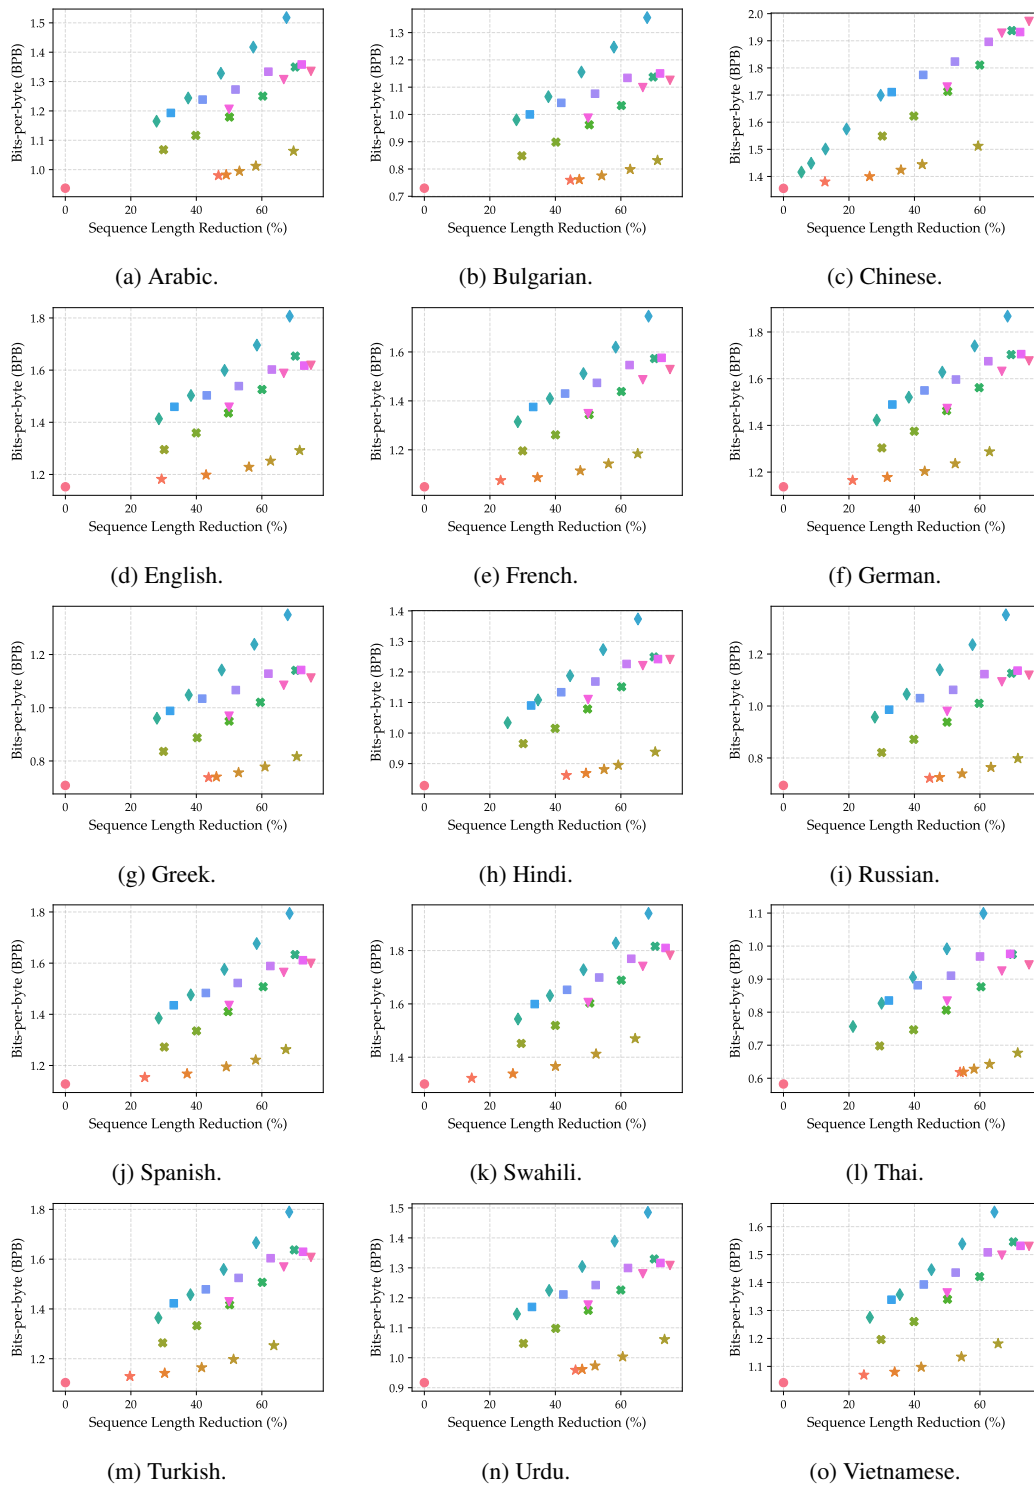 1.5
1.4
1.3
1.2
1.1
1.0
Bits-per-byte (BPB)
0 20 40 60
Sequence Length Reduction (%)
(a) Arabic.
1.3
1.2
1.1
1.0
0.9
0.8
0.7
Bits-per-byte (BPB)
0 20 40 60
Sequence Length Reduction (%)
(b) Bulgarian.
2.0
1.9
1.8
1.7
1.6
1.5
1.4
Bits-per-byte (BPB)
0 20 40 60
Sequence Length Reduction (%)
(c) Chinese.
1.8
1.6
1.4
1.2
Bits-per-byte (BPB)
0 20 40 60
Sequence Length Reduction (%)
(d) English.
1.6
1.4
1.2
Bits-per-byte (BPB)
0 20 40 60
Sequence Length Reduction (%)
(e) French.
1.8
1.6
1.4
1.2
Bits-per-byte (BPB)
0 20 40 60
Sequence Length Reduction (%)
(f) German.
1.2
1.0
0.8
Bits-per-byte (BPB)
0 20 40 60
Sequence Length Reduction (%)
(g) Greek.
1.4
1.3
1.2
1.1
1.0
0.9
Bits-per-byte (BPB)
0 20 40 60
Sequence Length Reduction (%)
(h) Hindi.
1.2
1.0
0.8
Bits-per-byte (BPB)
0 20 40 60
Sequence Length Reduction (%)
(i) Russian.
1.8
1.6
1.4
1.2
Bits-per-byte (BPB)
0 20 40 60
Sequence Length Reduction (%)
(j) Spanish.
1.8
1.6
1.4
Bits-per-byte (BPB)
0 20 40 60
Sequence Length Reduction (%)
(k) Swahili.
1.1
1.0
0.9
0.8
0.7
0.6
Bits-per-byte (BPB)
0 20 40 60
Sequence Length Reduction (%)
(l) Thai.
1.8
1.6
1.4
1.2
Bits-per-byte (BPB)
0 20 40 60
Sequence Length Reduction (%)
(m) Turkish.
1.5
1.4
1.3
1.2
1.1
1.0
0.9
Bits-per-byte (BPB)
0 20 40 60
Sequence Length Reduction (%)
(n) Urdu.
1.6
1.5
1.4
1.3
1.2
1.1
Bits-per-byte (BPB)
0 20 40 60
Sequence Length Reduction (%)
(o) Vietnamese.